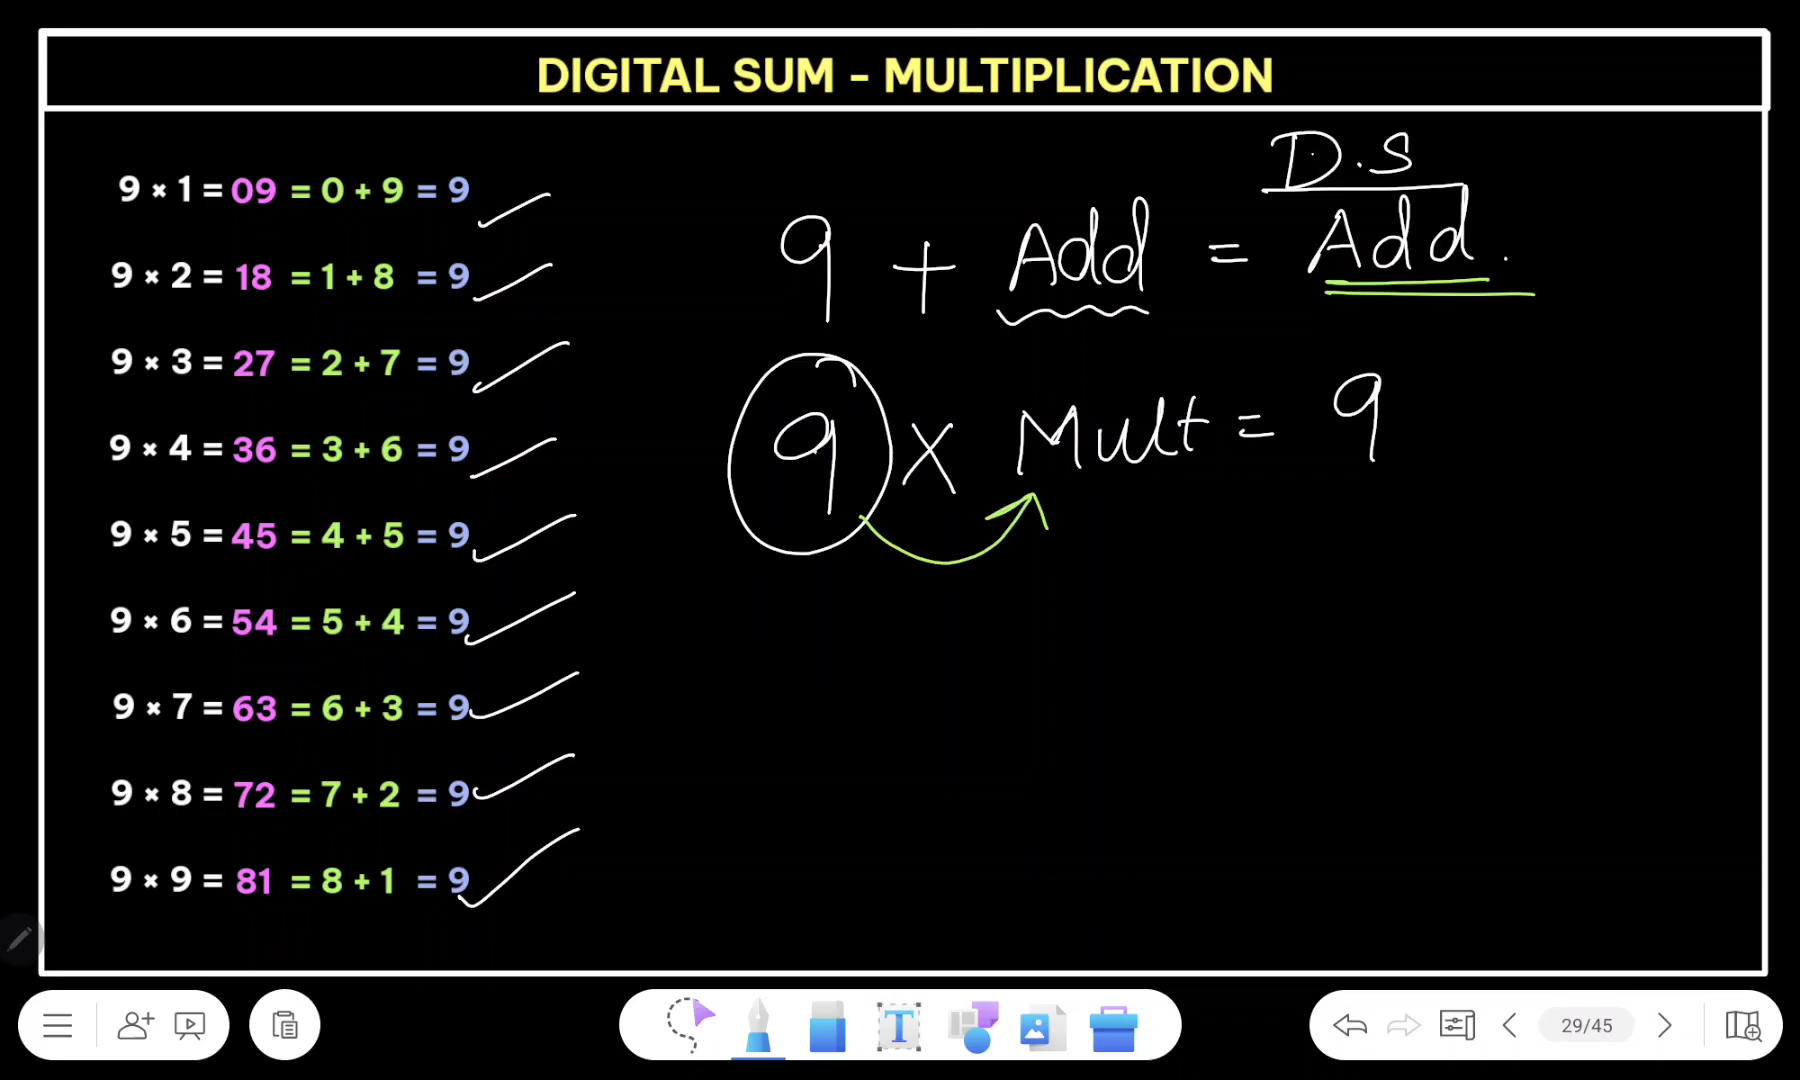 DIGITAL SUM - MULTIPLICATION
9 × 1 = 09 = 0 + 9 = 9
9 × 2 = 18 = 1 + 8 = 9
9 × 3 = 27 = 2 + 7 = 9
9 × 4 = 36 = 3 + 6 = 9
9 × 5 = 45 = 4 + 5 = 9
9 × 6 = 54 = 5 + 4 = 9
9 × 7 = 63 = 6 + 3 = 9
9 × 8 = 72 = 7 + 2 = 9
9 × 9 = 81 = 8 + 1 = 9
D.S
9 + Add = Add.
9 × Mult = 9
T
29/45